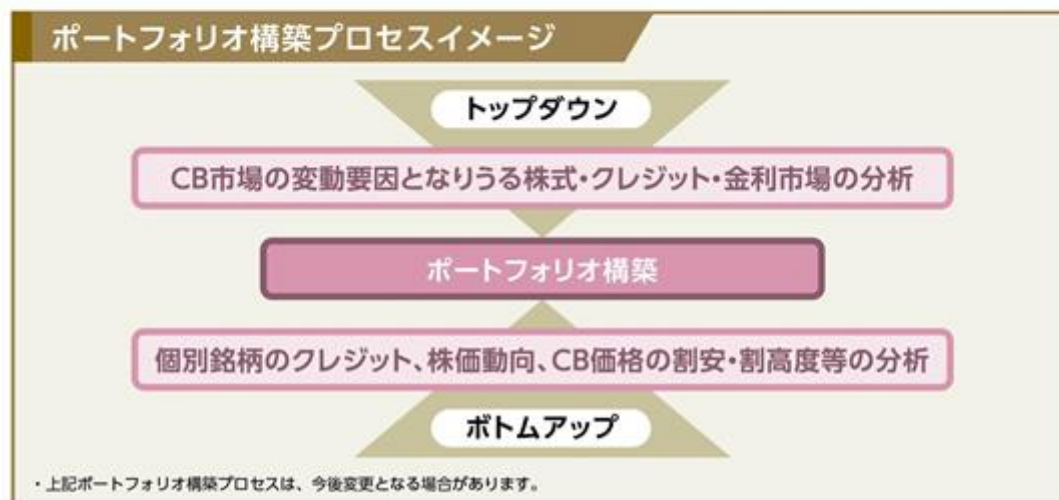 ポートフォリオ構築プロセスイメージ
トップダウン
CB市場の変動要因となりうる株式・クレジット・金利市場の分析
ポートフォリオ構築
個別銘柄のクレジット、株価動向、CB価格の割安・割高度等の分析
ボトムアップ
・上記ポートフォリオ構築プロセスは、今後変更となる場合があります。